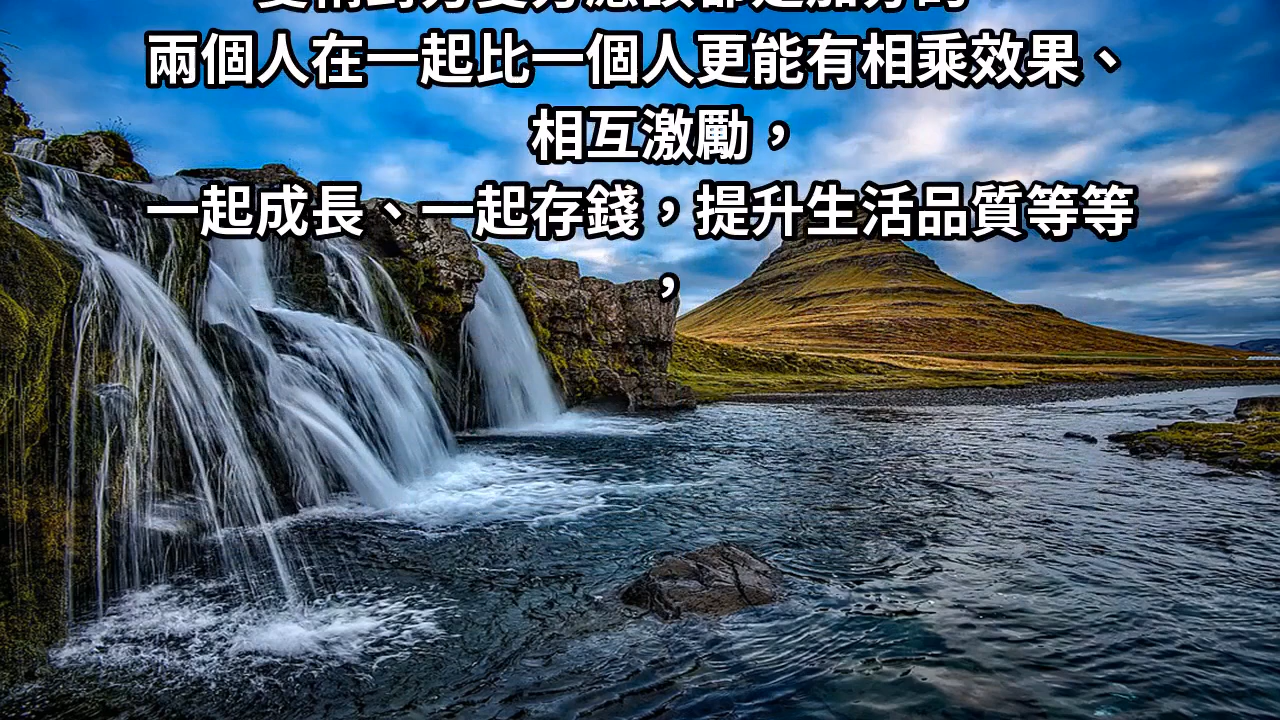 兩個人在一起比一個人更能有相乘效果、
相互激勵，
一起成長、一起存錢，提升生活品質等等
，